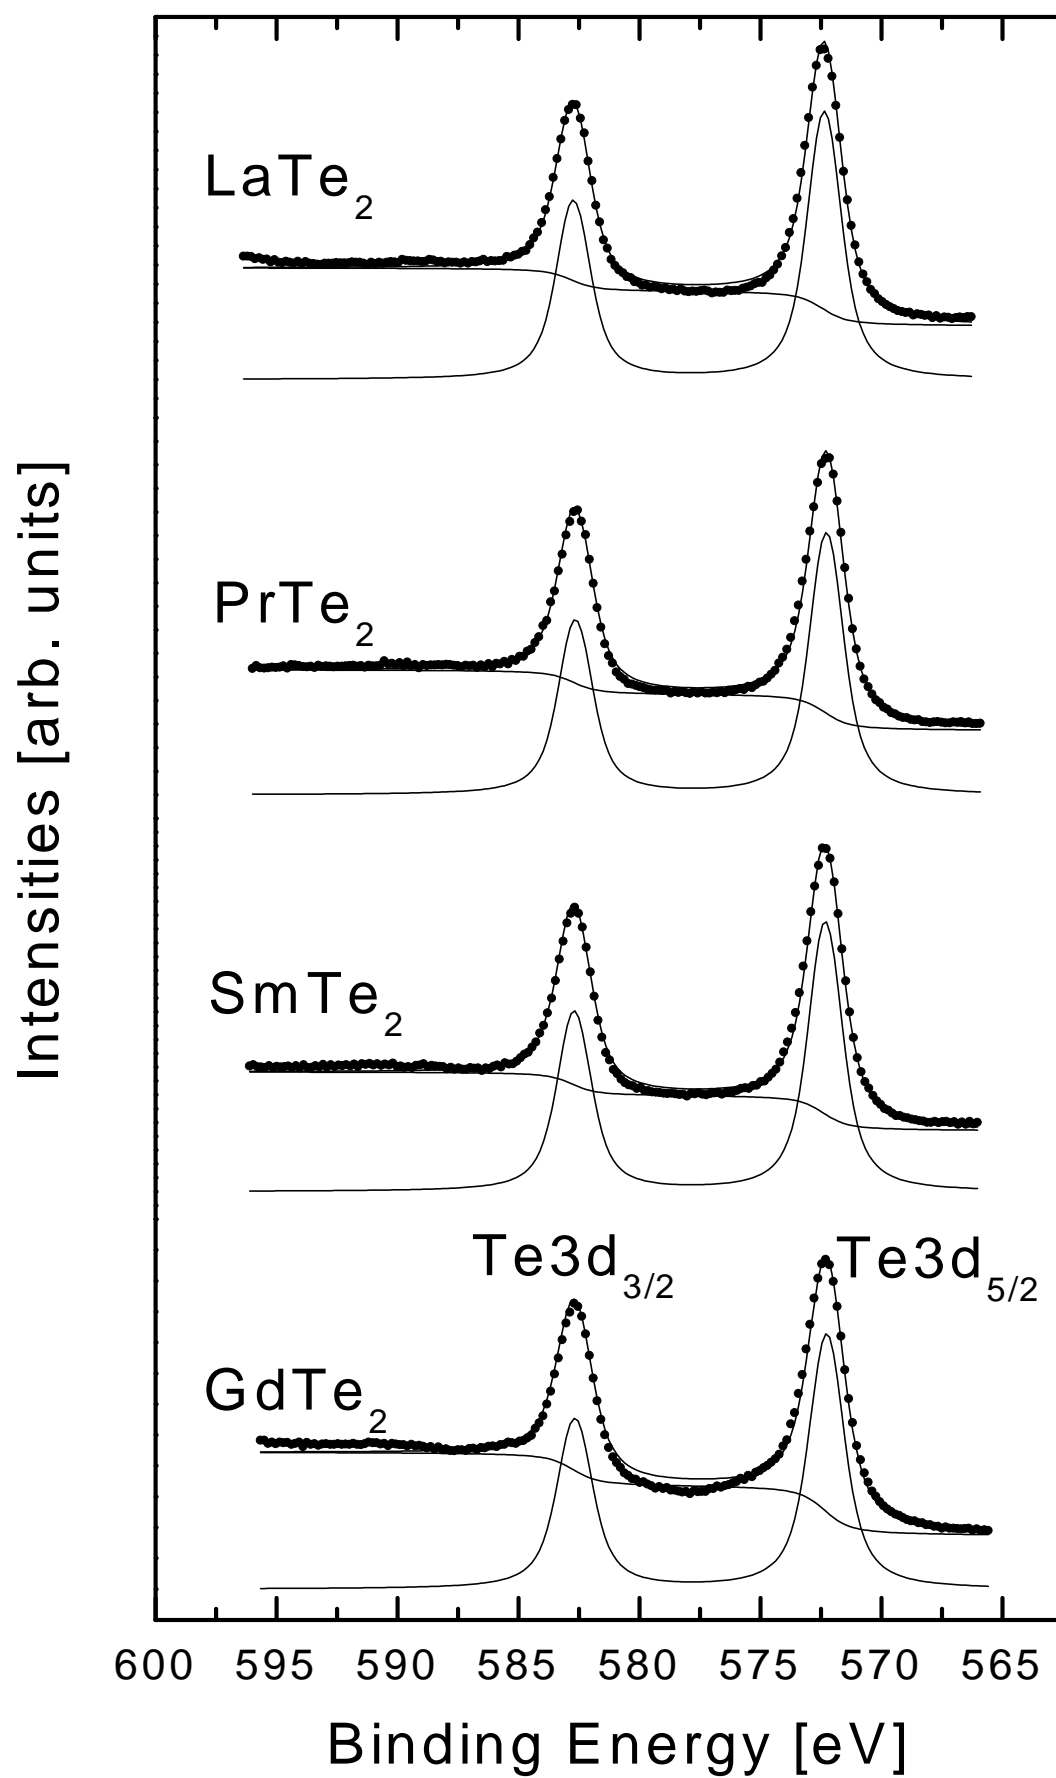 LaTe2
Intensities [arb. units]
PrTe2
SmTe2
Te3d3/2
Te3d5/2
GdTe2
600 595 590 585 580 575 570 565
Binding Energy [eV]